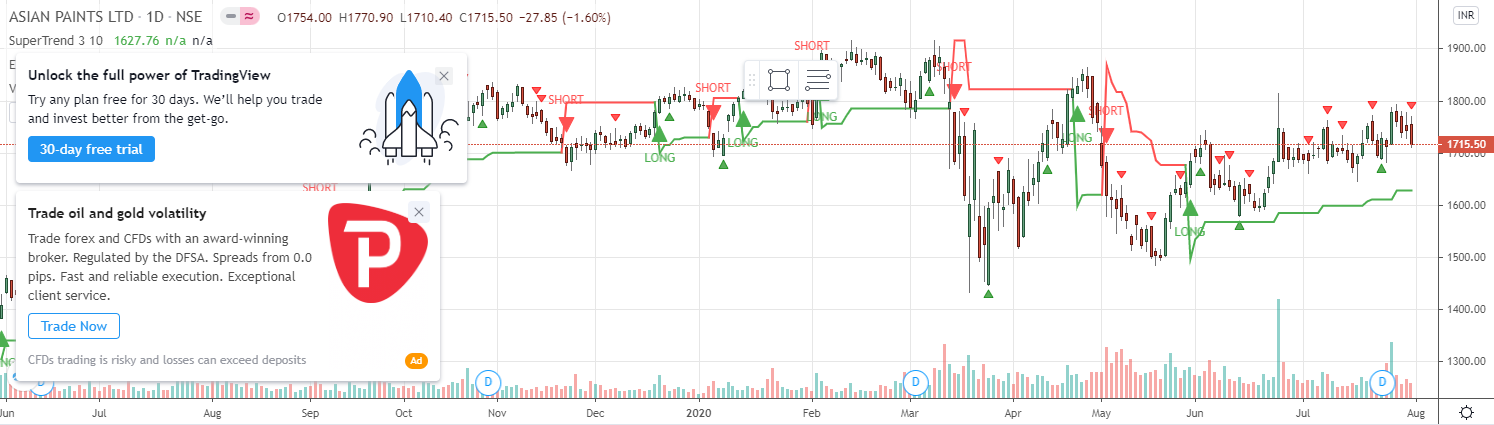 ASIAN PAINTS LTD · 1D · NSE
O1754.00 H1770.90 L1710.40 C1715.50 −27.85 (−1.60%)
INR
SuperTrend 3 10 1627.76 n/a n/a
E
V
Unlock the full power of TradingView
Try any plan free for 30 days. We'll help you trade
and invest better from the get-go.
30-day free trial
Trade oil and gold volatility
Trade forex and CFDs with an award-winning
broker. Regulated by the DFSA. Spreads from 0.0
pips. Fast and reliable execution. Exceptional
client service.
Trade Now
CFDs trading is risky and losses can exceed deposits
Ad
SHORT
SHORT
LONG
SHORT
LONG
SHORT
ONG
SHORT
ONG
SHORT
LONG
SHORT
NG
D
D
D
D
1900.00
1800.00
1715.50
1700.00
1600.00
1500.00
1400.00
1300.00
Jun Jul Aug Sep Oct Nov Dec 2020 Feb Mar Apr May Jun Jul Aug